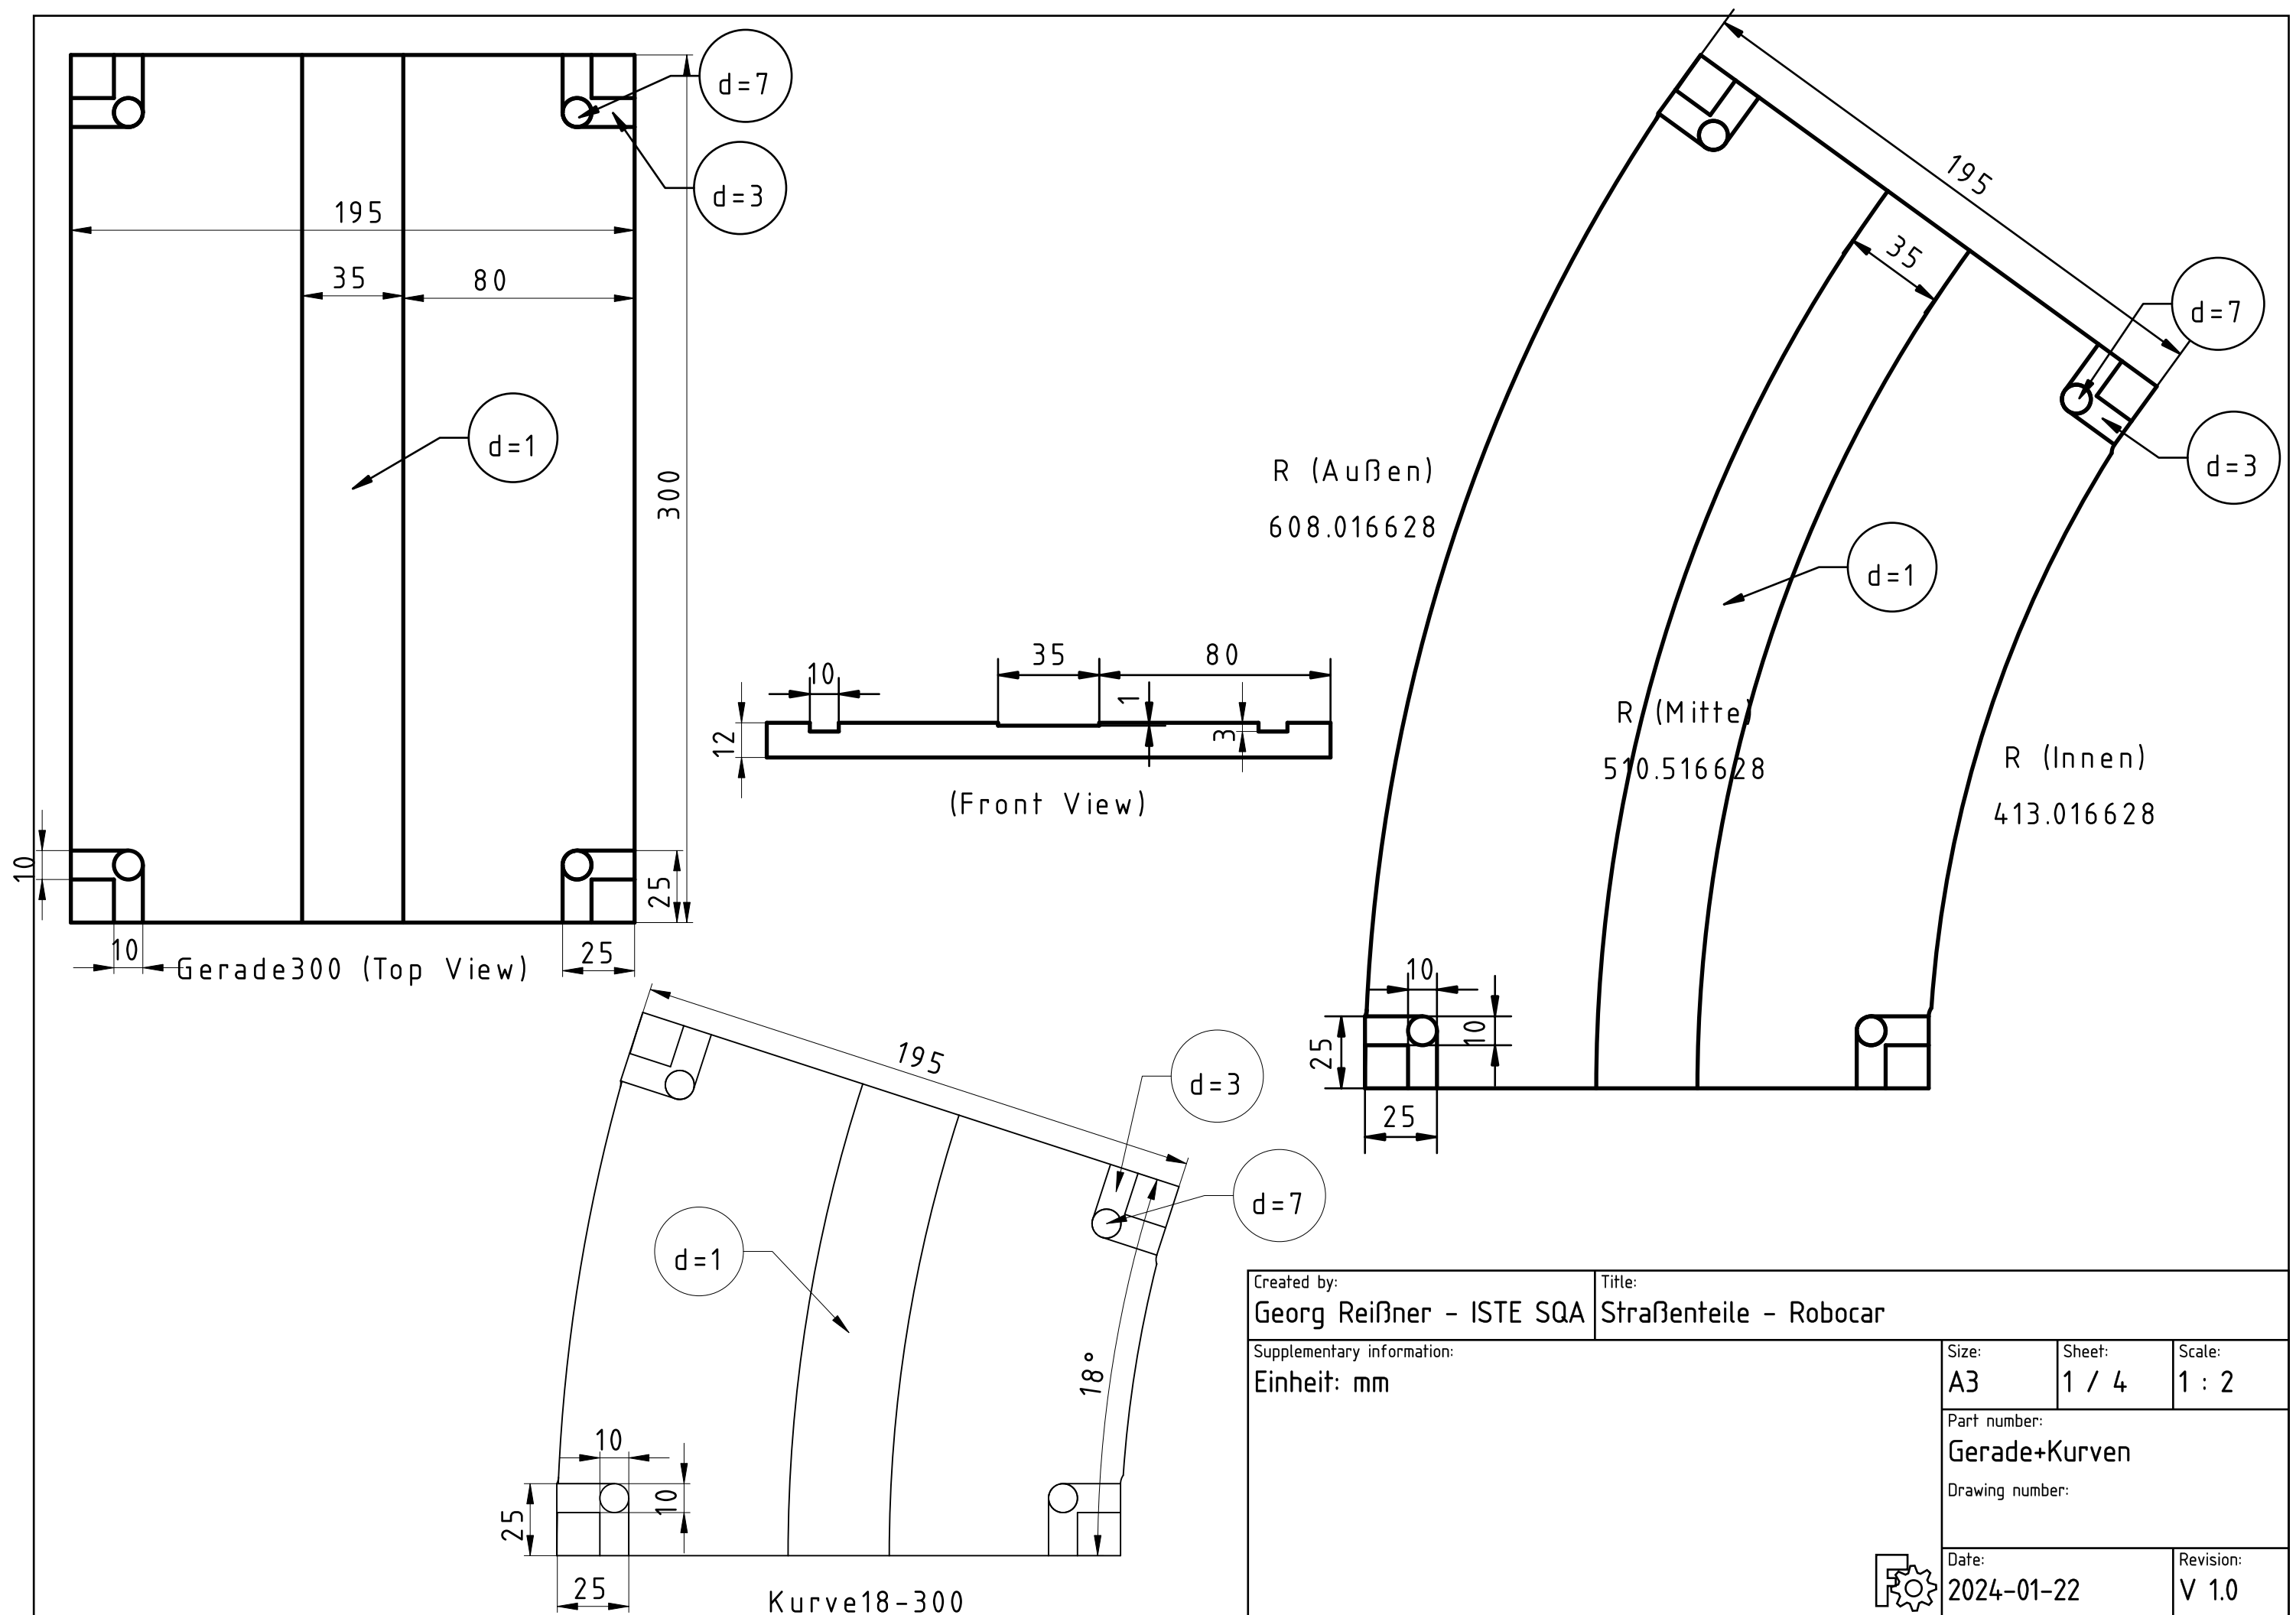 d=7
d=3
195
35
80
d=1
300
10
25
10
25
Gerade300 (Top View)
10
35
80
1
12
3
(Front View)
195
35
d=7
d=3
R (Außen)
608.016628
d=1
R (Mitte)
510.516628
R (Innen)
413.016628
10
25
10
25
195
d=3
d=7
d=1
18°
10
25
10
25
Kurve18-300
Created by:
Georg Reißner - ISTE SQA
Title:
Straßenteile - Robocar
Supplementary information:
Einheit: mm
Size:
A3
Sheet:
1 / 4
Scale:
1 : 2
Part number:
Gerade+Kurven
Drawing number:
Date:
2024-01-22
Revision:
V 1.0